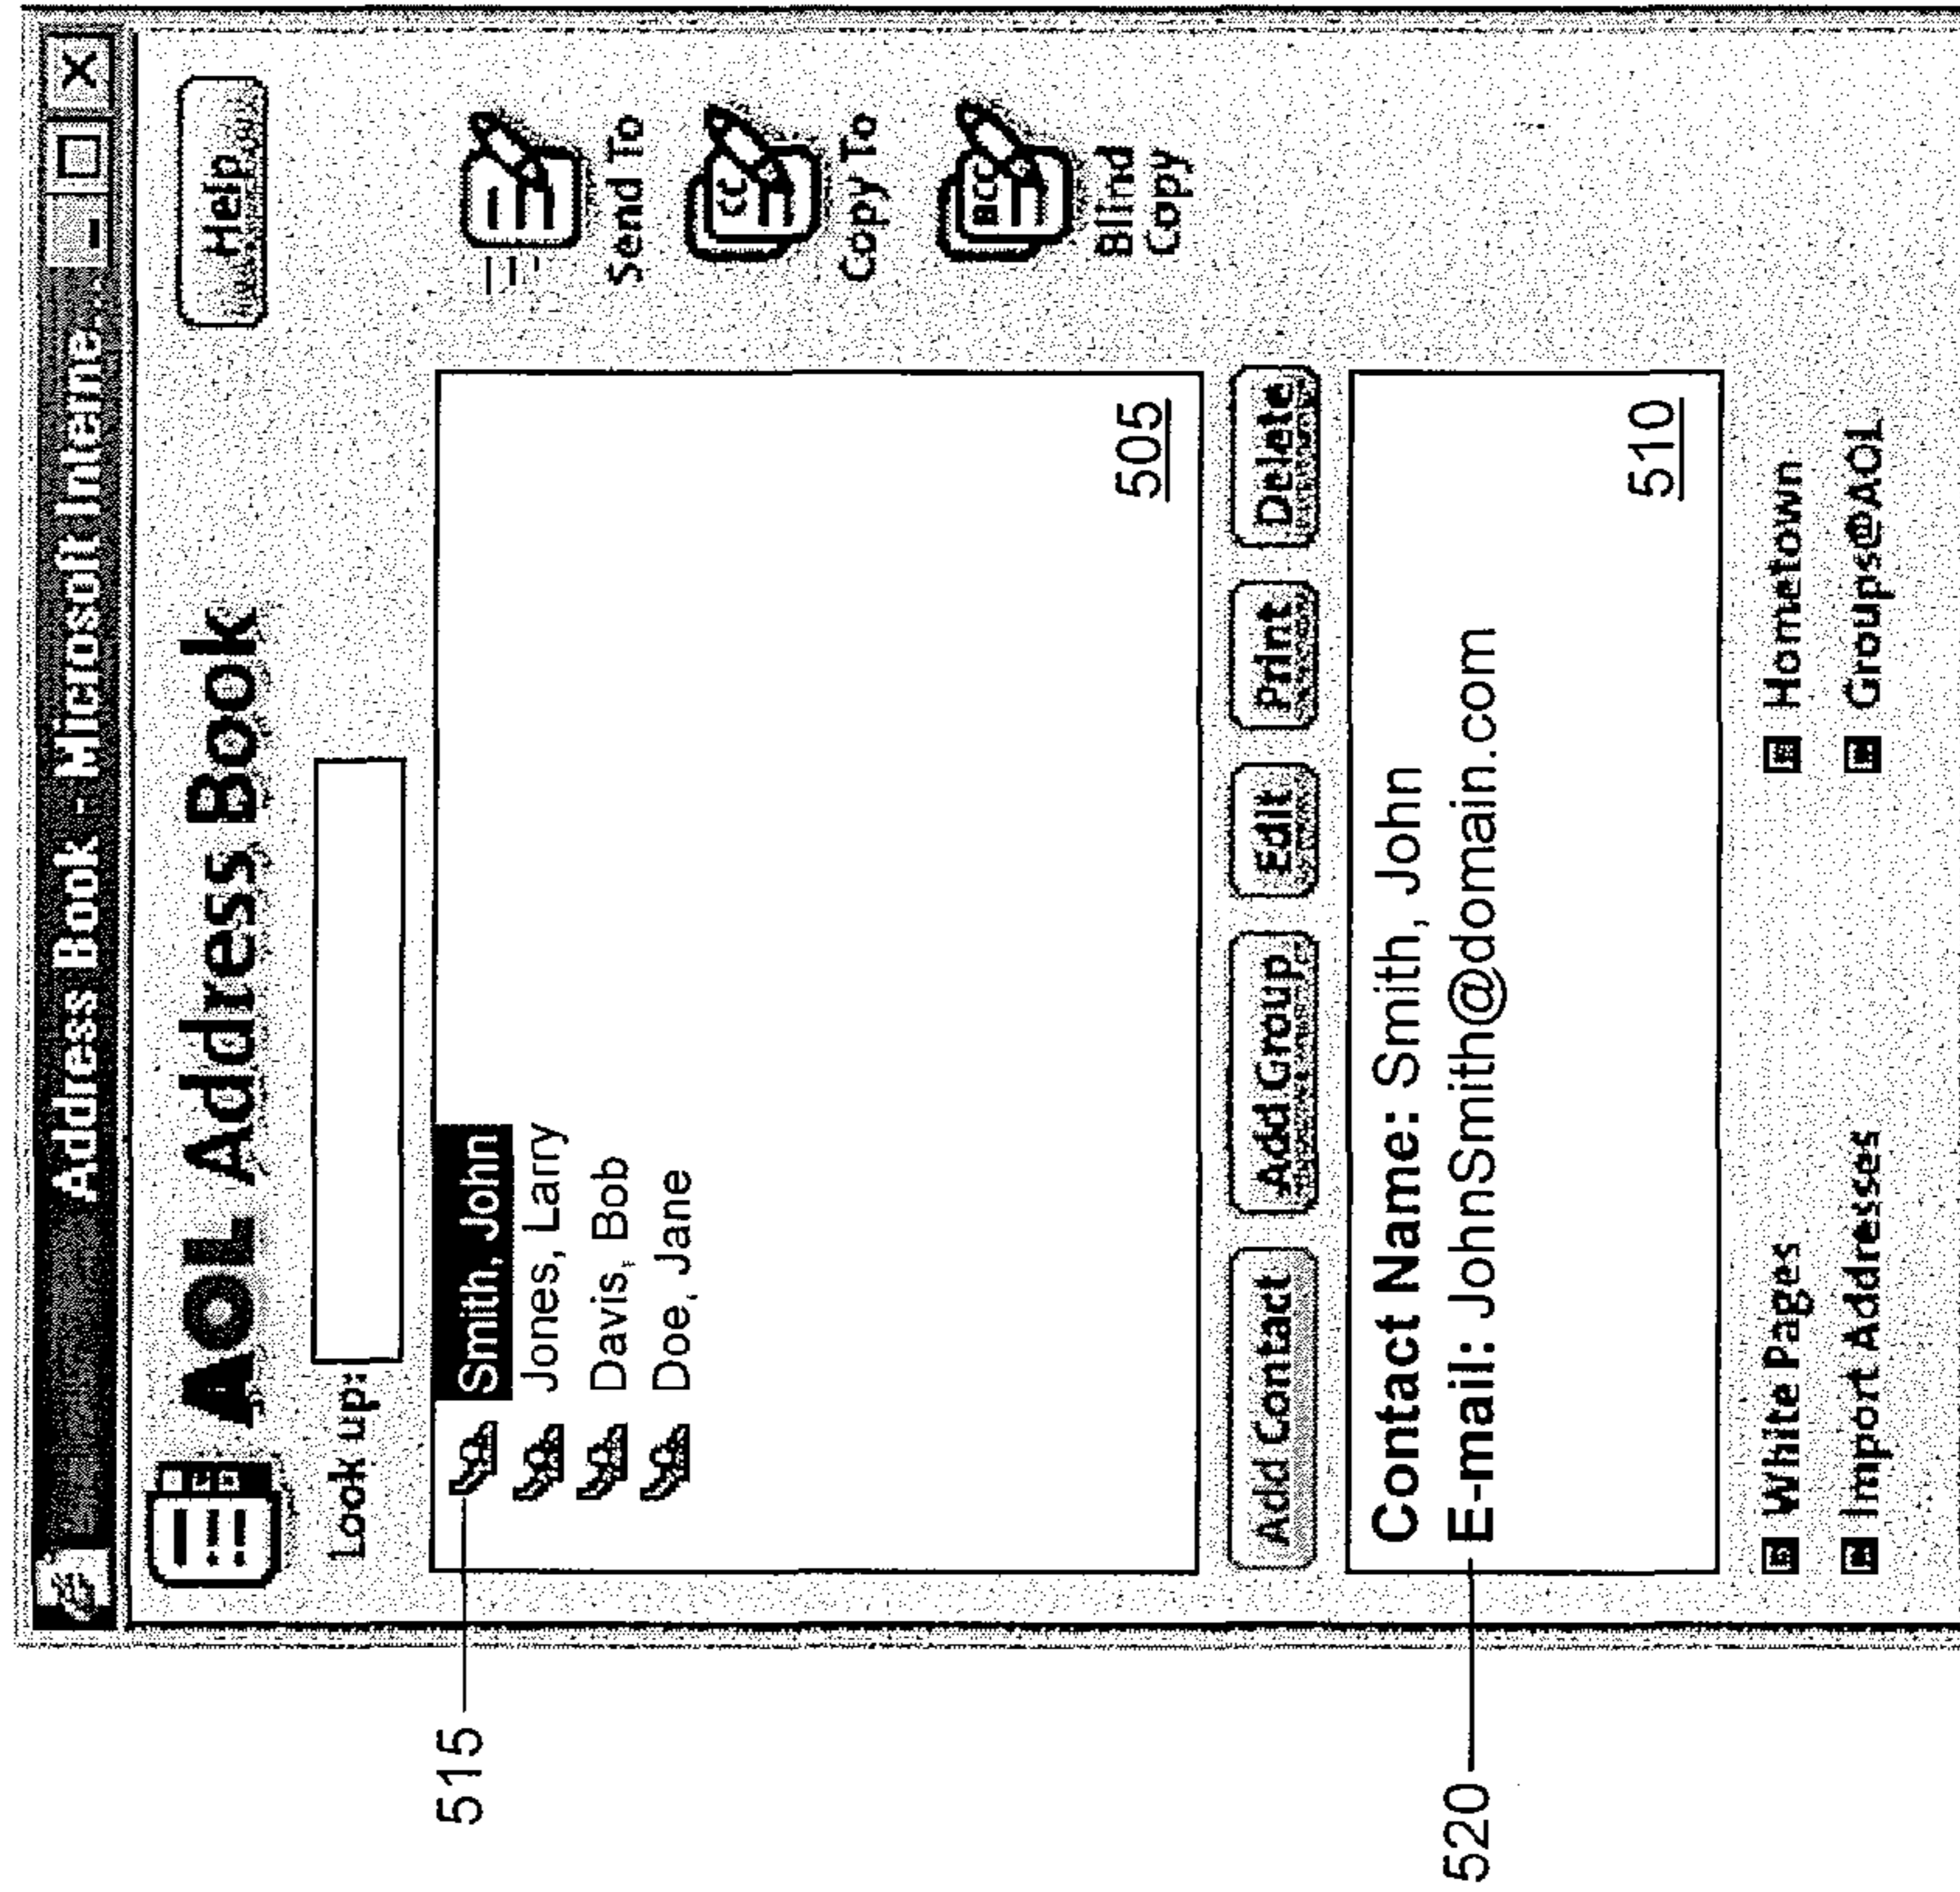 Address Book - Microsoft Interne...
AOL Address Book
Help
Look up:
515
Smith, John
Jones, Larry
Davis, Bob
Doe, Jane
505
Send To
CC
Copy To
BCC
Blind
Copy
Add Contact
Add Group
Edit
Print
Delete
520
Contact Name: Smith, John
E-mail: JohnSmith@domain.com
510
White Pages
Hometown
Import Addresses
Groups@AOL